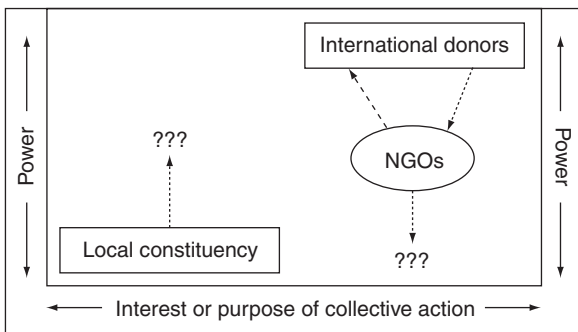 Power
International donors
???
NGOs
Local constituency
???
Power
Interest or purpose of collective action